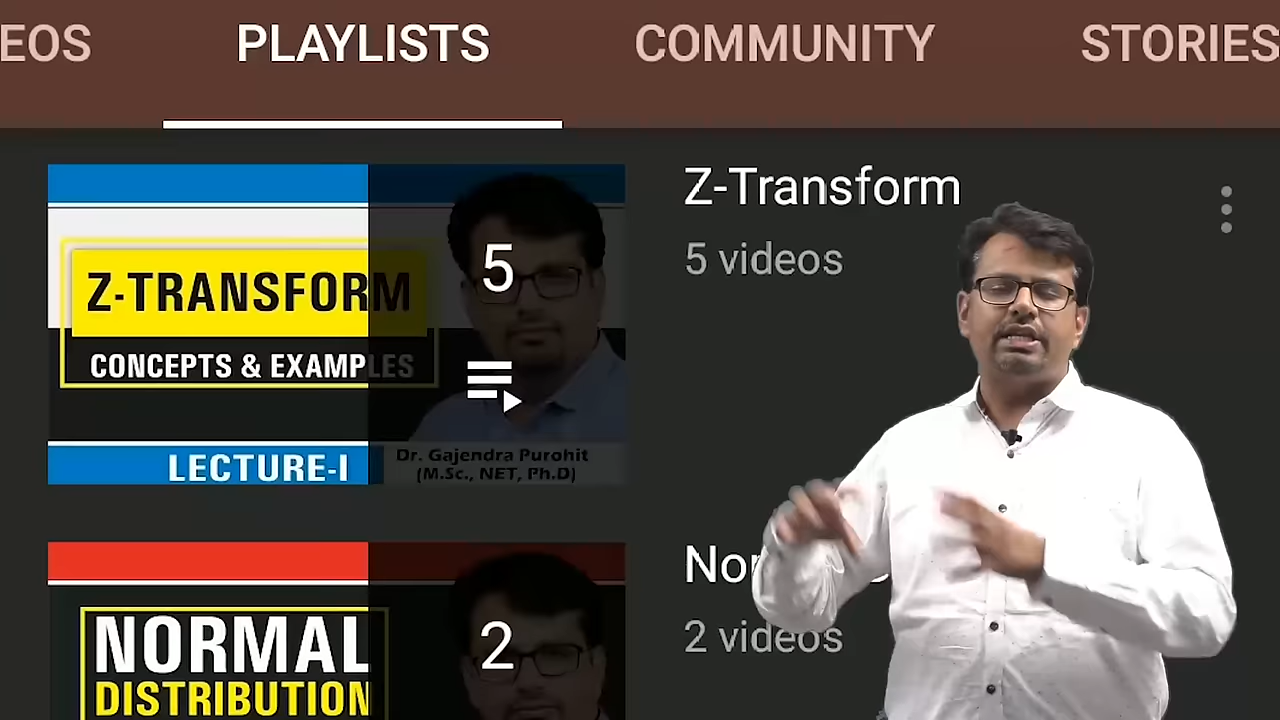 EOS PLAYLISTS COMMUNITY STORIES
Z-TRANSFORM
CONCEPTS & EXAMPLES
LECTURE-I
Dr. Gajendra Purohit
(M.Sc., NET, Ph.D)
5
Z-Transform
5 videos
NORMAL
DISTRIBUTION
2
2 videos